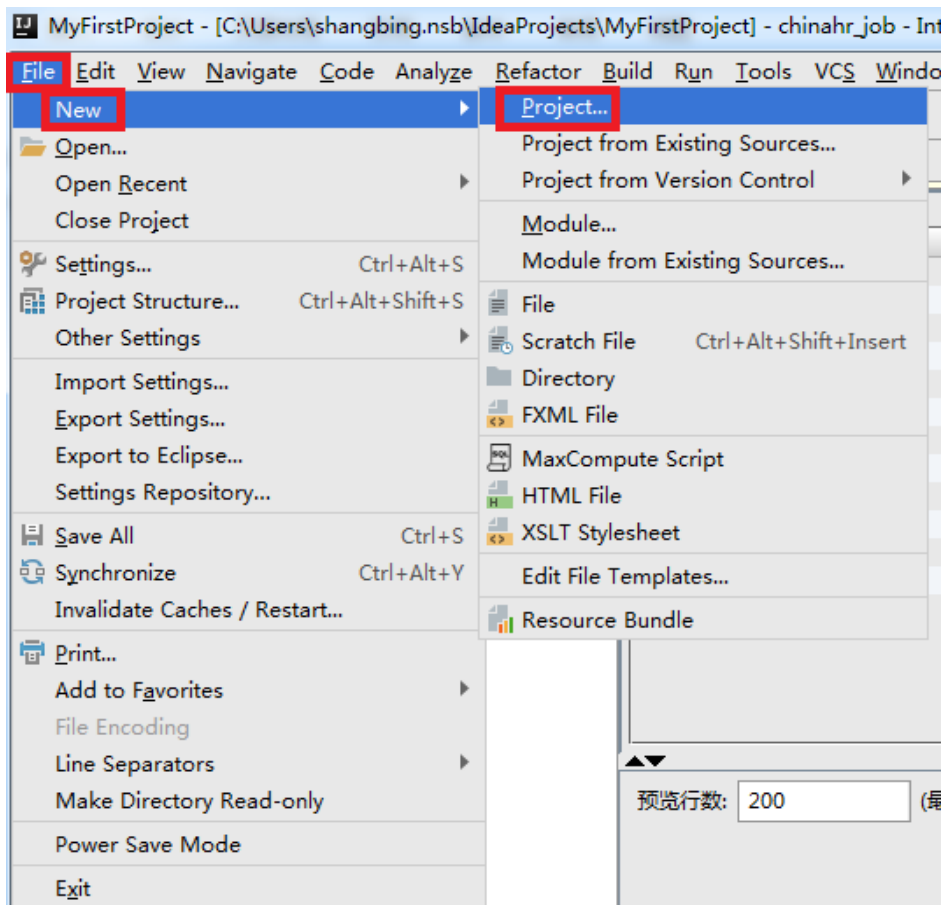 MyFirstProject - [C:\Users\shangbing.nsb\IdeaProjects\MyFirstProject] - chinahr_job - Int
File Edit View Navigate Code Analyze Refactor Build Run Tools VCS Windo
New
Open...
Open Recent
Close Project
Settings... Ctrl+Alt+S
Project Structure... Ctrl+Alt+Shift+S
Other Settings
Import Settings...
Export Settings...
Export to Eclipse...
Settings Repository...
Save All Ctrl+S
Synchronize Ctrl+Alt+Y
Invalidate Caches / Restart...
Print...
Add to Favorites
File Encoding
Line Separators
Make Directory Read-only
Power Save Mode
Exit
Project...
Project from Existing Sources...
Project from Version Control
Module...
Module from Existing Sources...
File
Scratch File Ctrl+Alt+Shift+Insert
Directory
FXML File
MaxCompute Script
HTML File
XSLT Stylesheet
Edit File Templates...
Resource Bundle
预览行数: 200